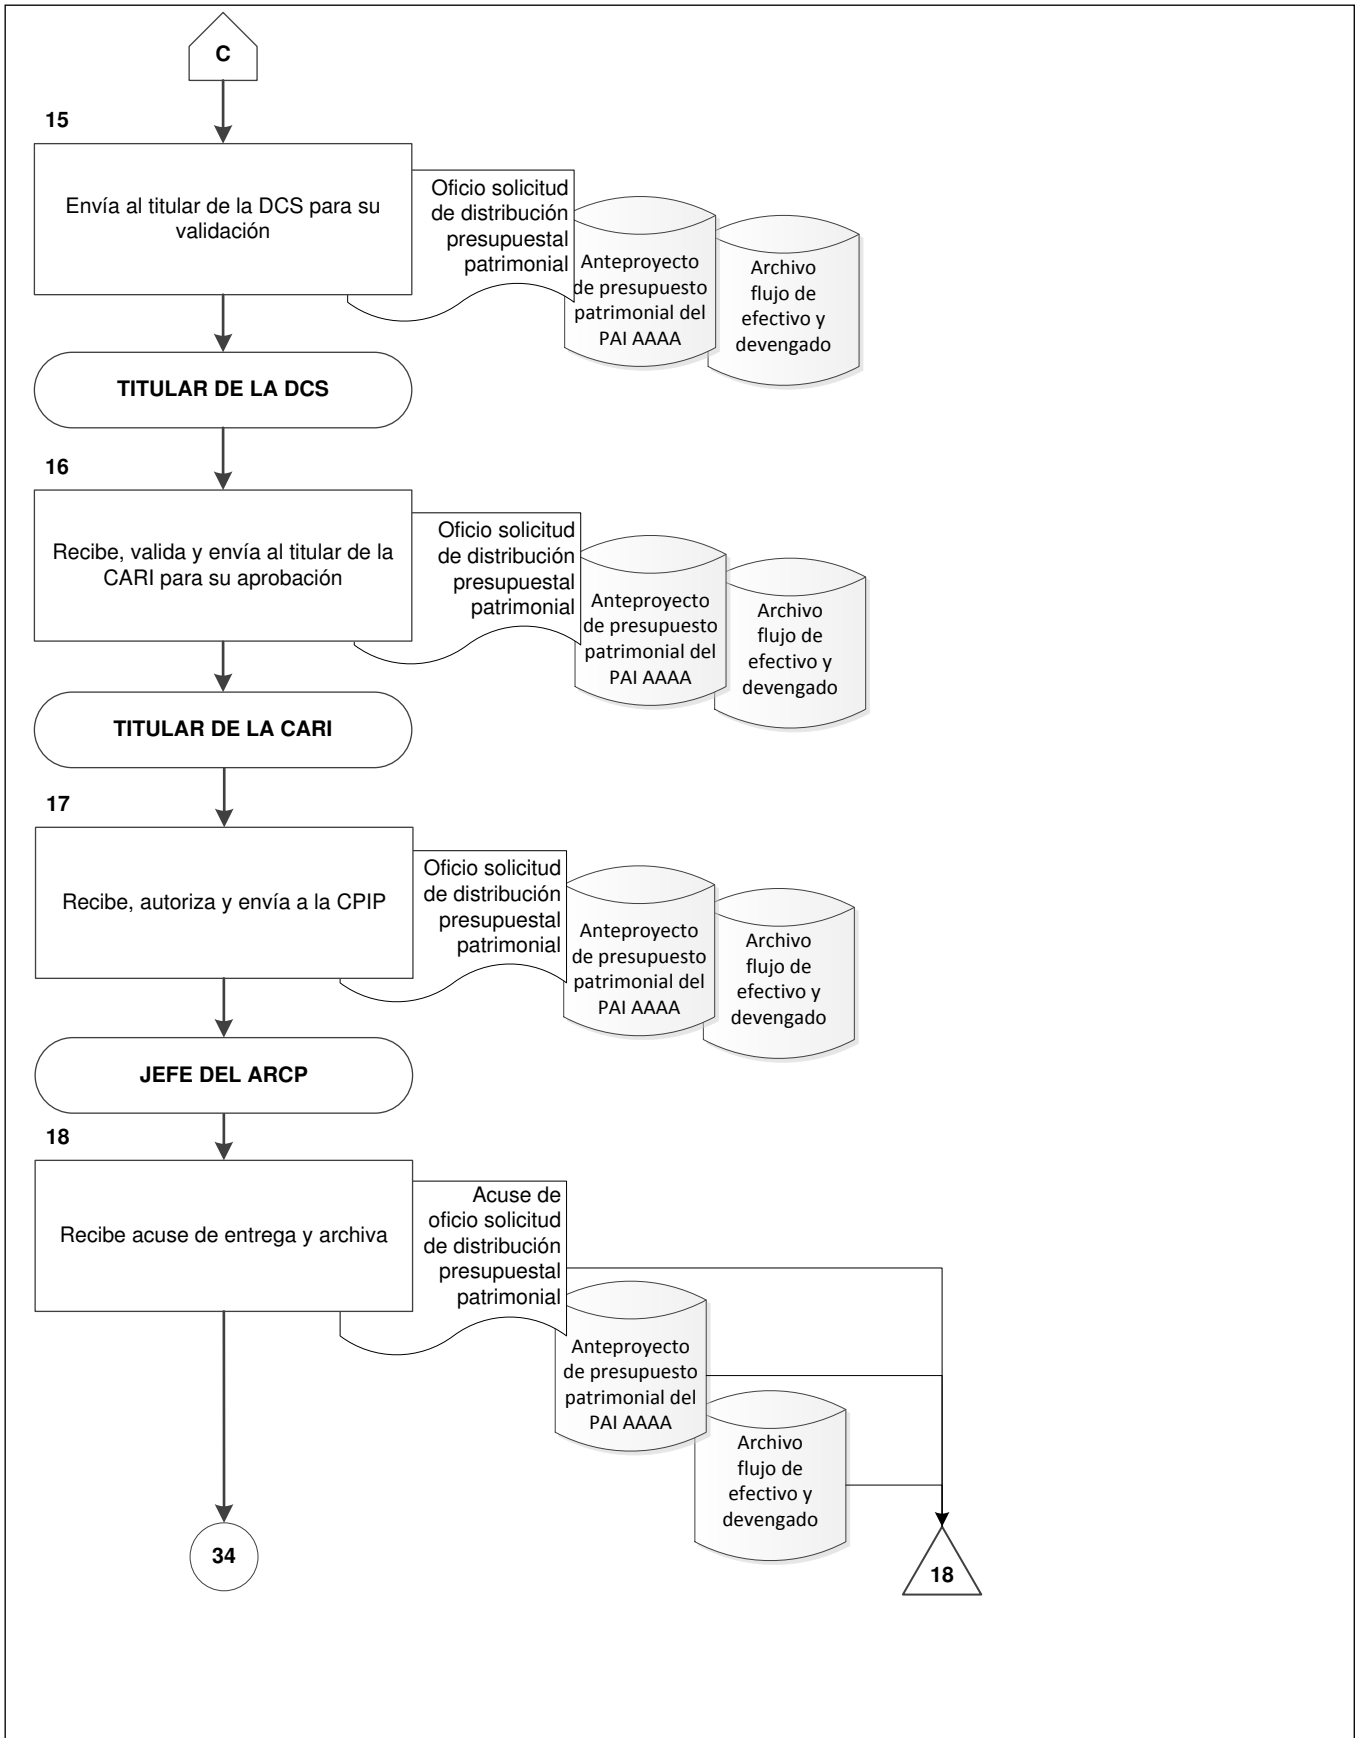 C
15
Envía al titular de la DCS para su
validación
Oficio solicitud
de distribución
presupuestal
patrimonial
Anteproyecto
de presupuesto
patrimonial del
PAI AAAA
Archivo
flujo de
efectivo y
devengado
TITULAR DE LA DCS
16
Recibe, valida y envía al titular de la
CARI para su aprobación
Oficio solicitud
de distribución
presupuestal
patrimonial
Anteproyecto
de presupuesto
patrimonial del
PAI AAAA
Archivo
flujo de
efectivo y
devengado
TITULAR DE LA CARI
17
Recibe, autoriza y envía a la CPIP
Oficio solicitud
de distribución
presupuestal
patrimonial
Anteproyecto
de presupuesto
patrimonial del
PAI AAAA
Archivo
flujo de
efectivo y
devengado
JEFE DEL ARCP
18
Recibe acuse de entrega y archiva
Acuse de
oficio solicitud
de distribución
presupuestal
patrimonial
Anteproyecto
de presupuesto
patrimonial del
PAI AAAA
Archivo
flujo de
efectivo y
devengado
34
18